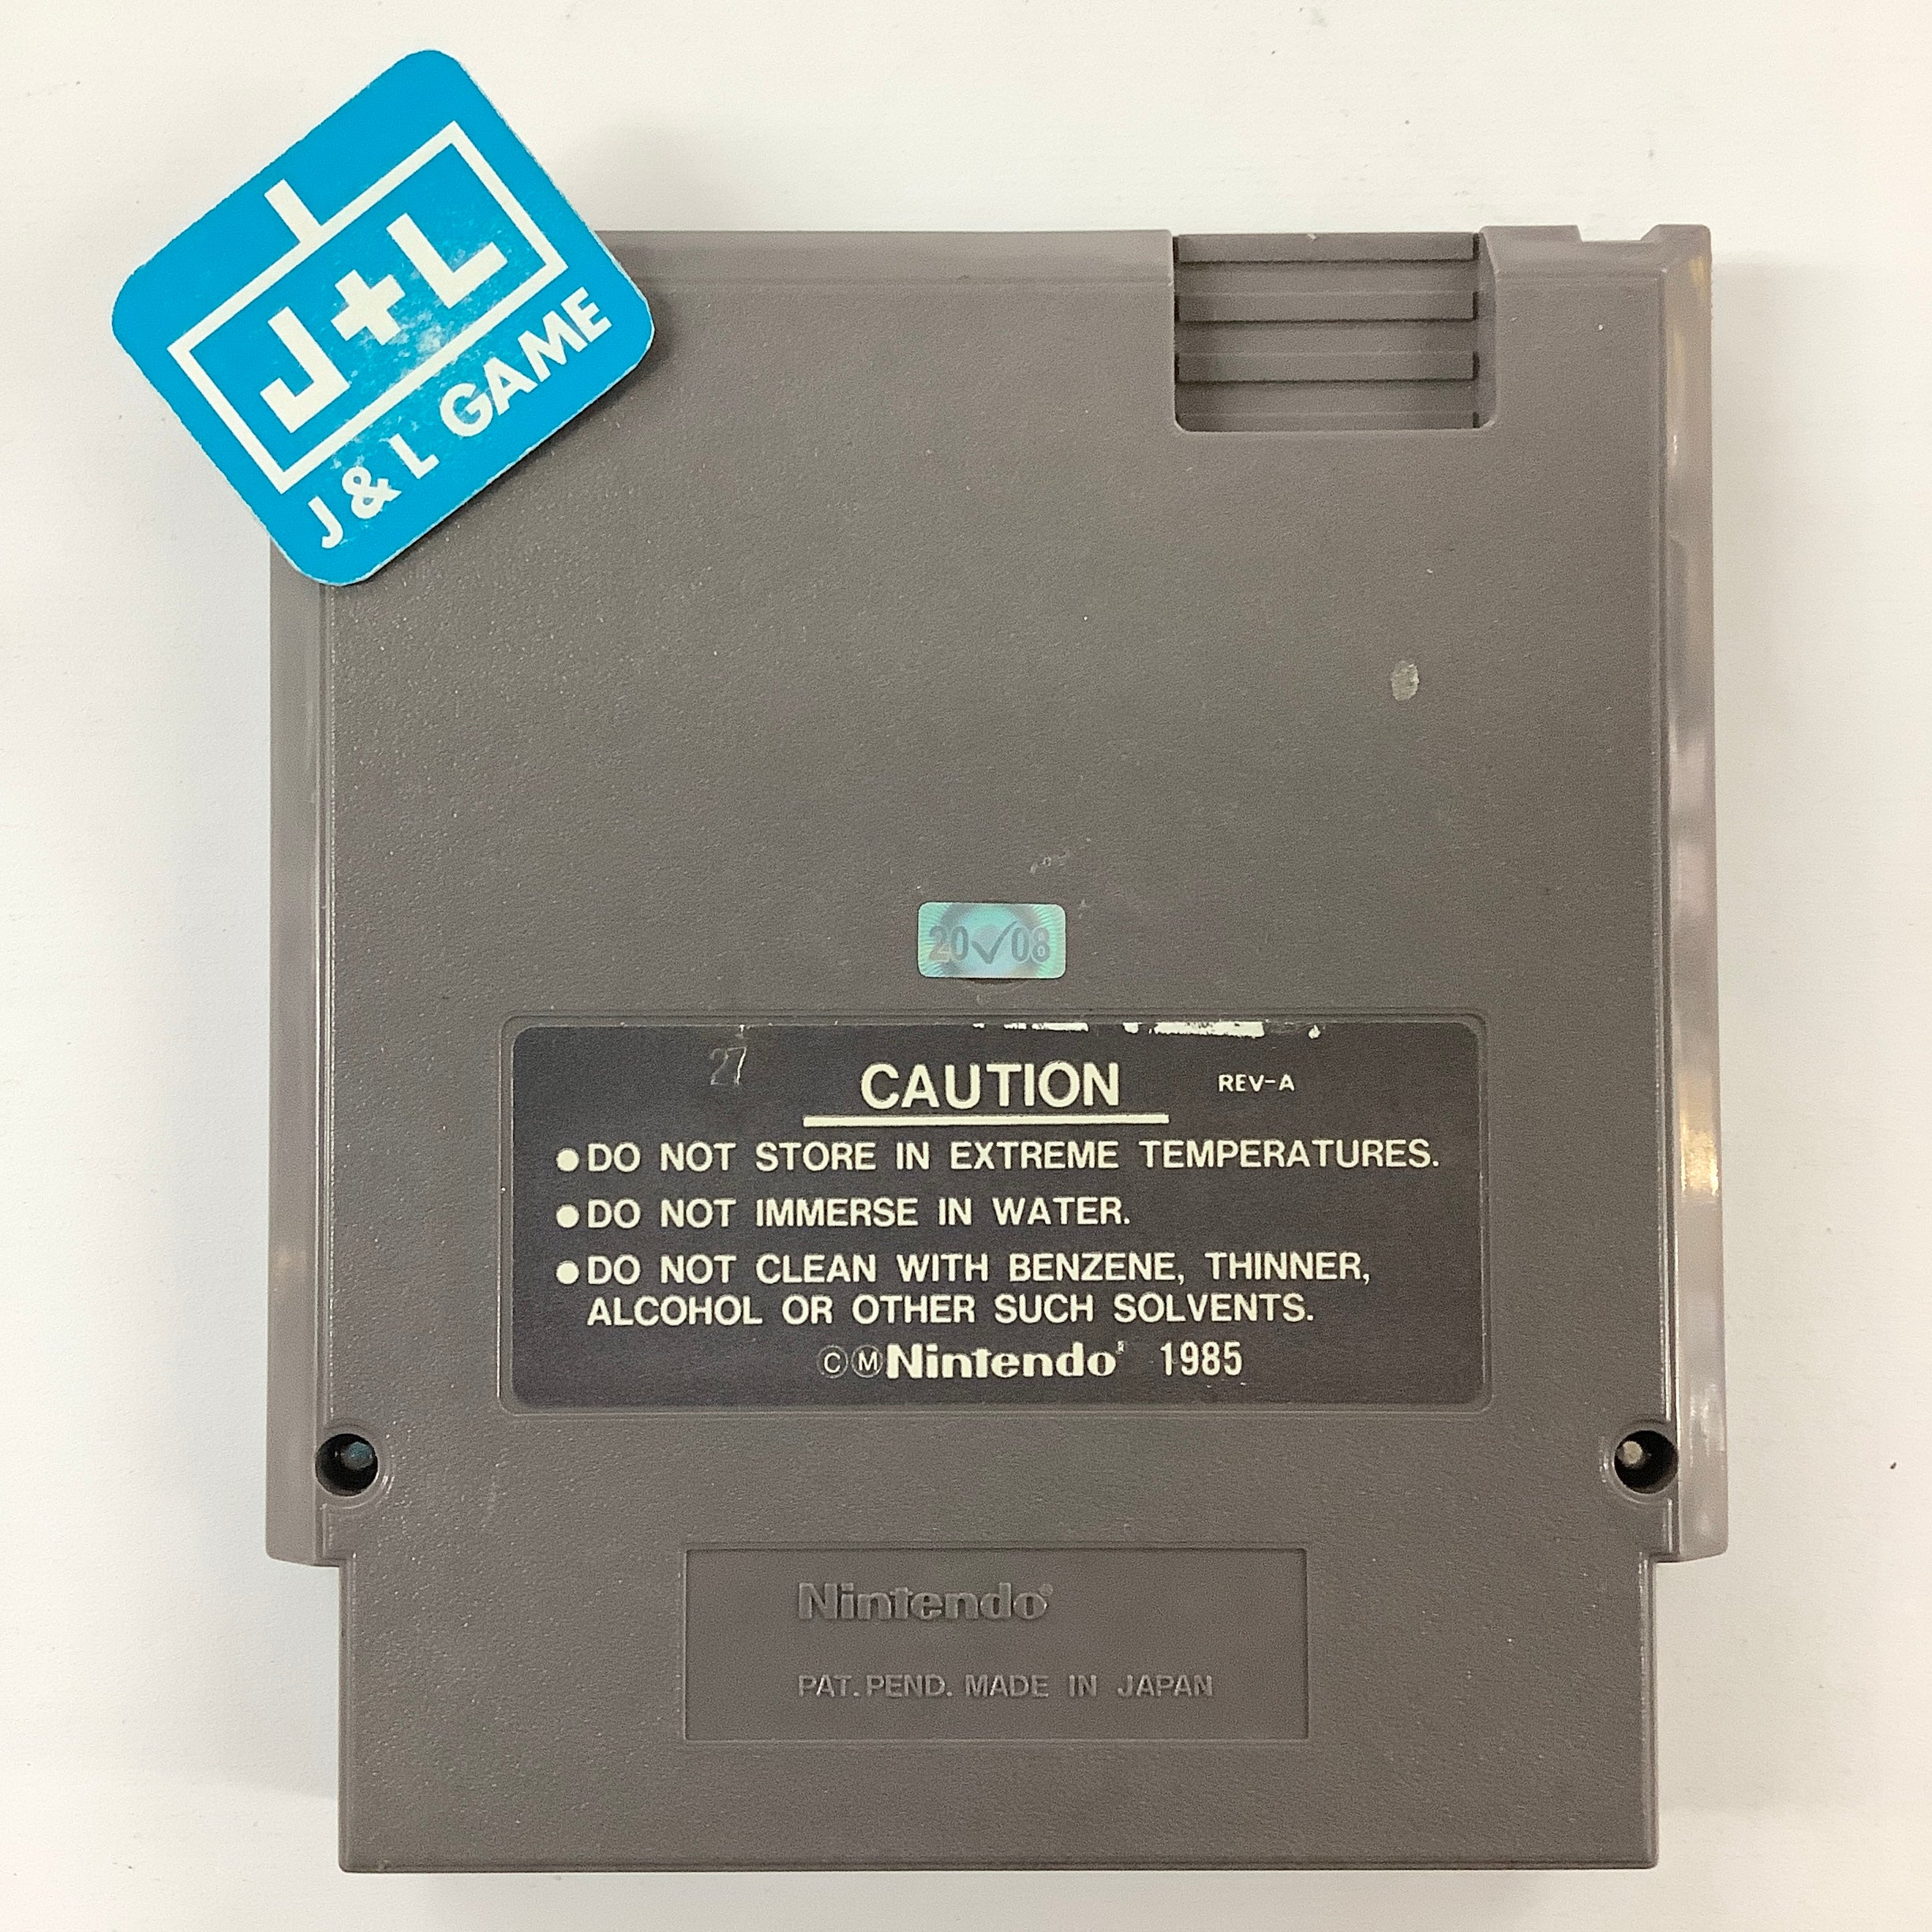 J+L
J & L GAME
20✓08
27
CAUTION REV-A
●DO NOT STORE IN EXTREME TEMPERATURES.
●DO NOT IMMERSE IN WATER.
●DO NOT CLEAN WITH BENZENE, THINNER,
ALCOHOL OR OTHER SUCH SOLVENTS.
ⒸⓂNintendo® 1985
Nintendo®
PAT. PEND. MADE IN JAPAN